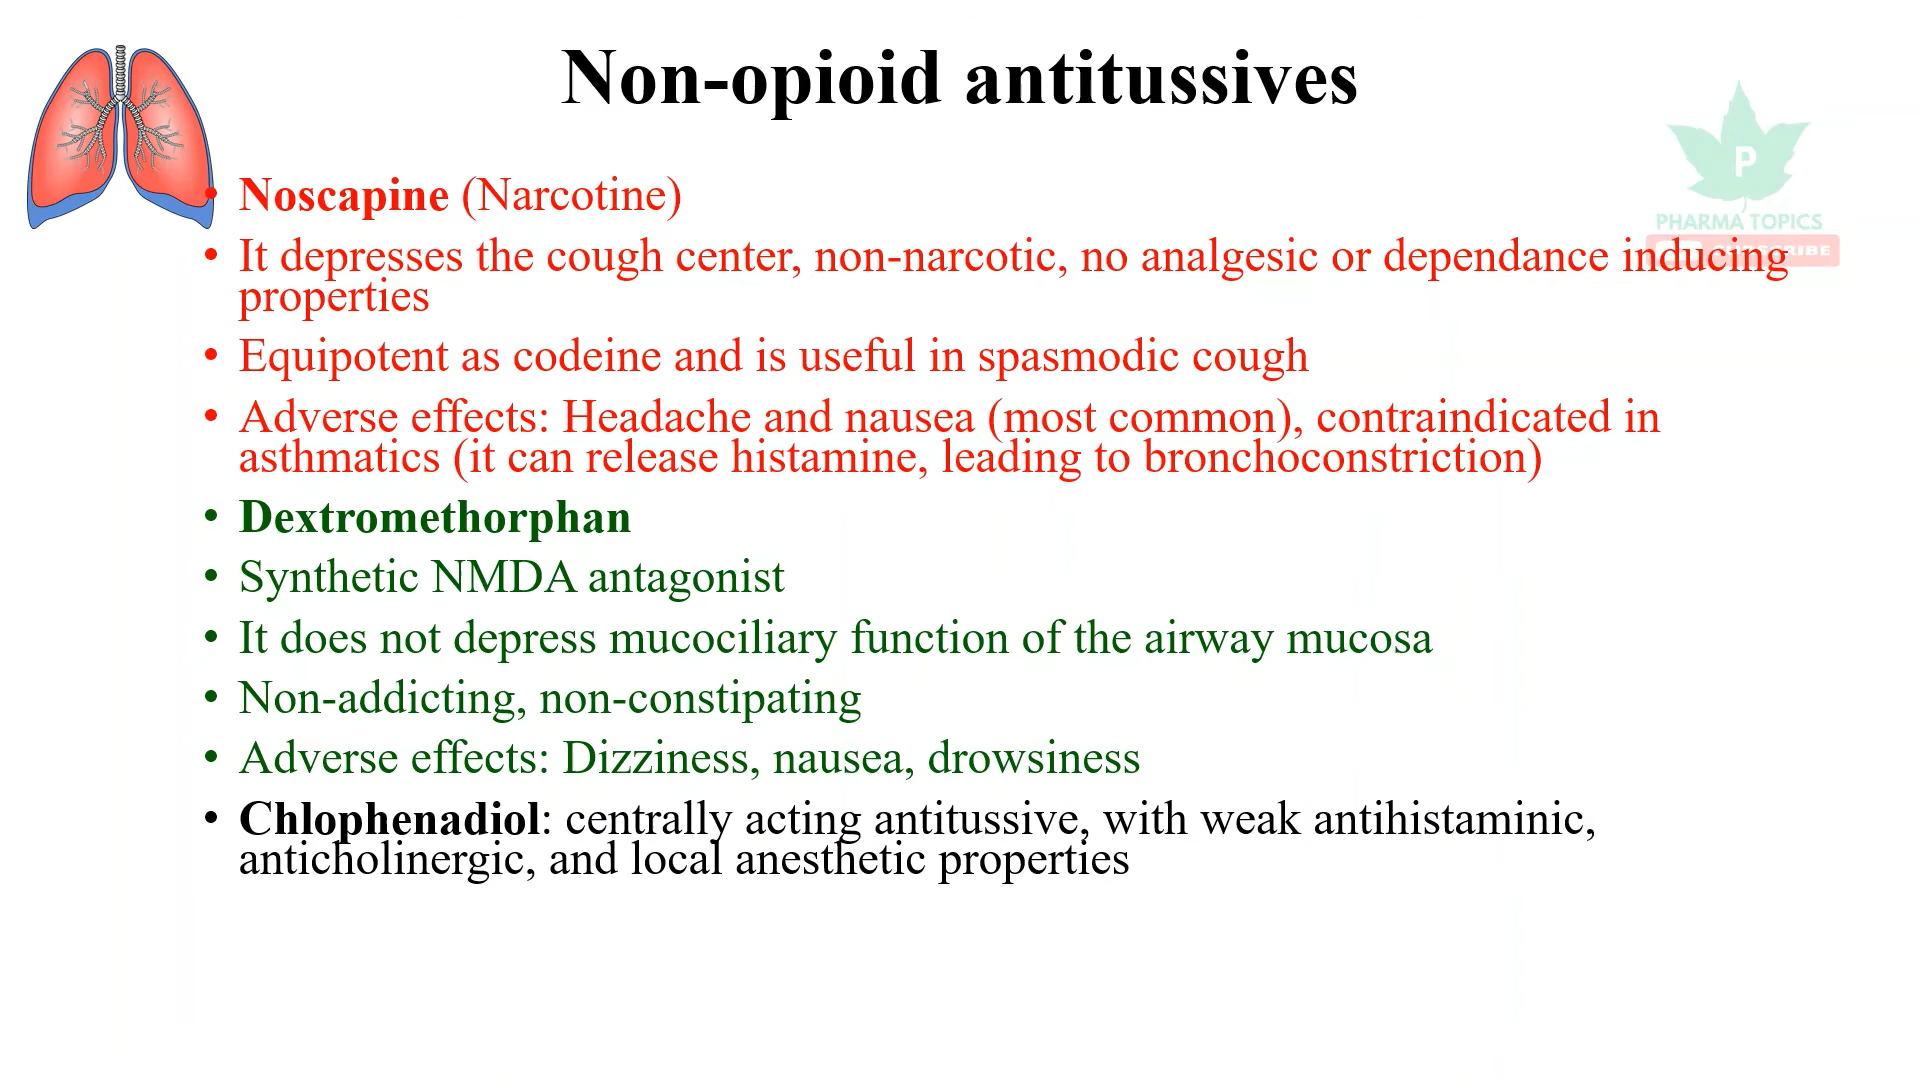 Non-opioid antitussives
P
PHARMA TOPICS
• Noscapine (Narcotine)
• It depresses the cough center, non-narcotic, no analgesic or dependance inducing
properties
• Equipotent as codeine and is useful in spasmodic cough
• Adverse effects: Headache and nausea (most common), contraindicated in
asthmatics (it can release histamine, leading to bronchoconstriction)
• Dextromethorphan
• Synthetic NMDA antagonist
• It does not depress mucociliary function of the airway mucosa
• Non-addicting, non-constipating
• Adverse effects: Dizziness, nausea, drowsiness
• Chlophenadiol: centrally acting antitussive, with weak antihistaminic,
anticholinergic, and local anesthetic properties